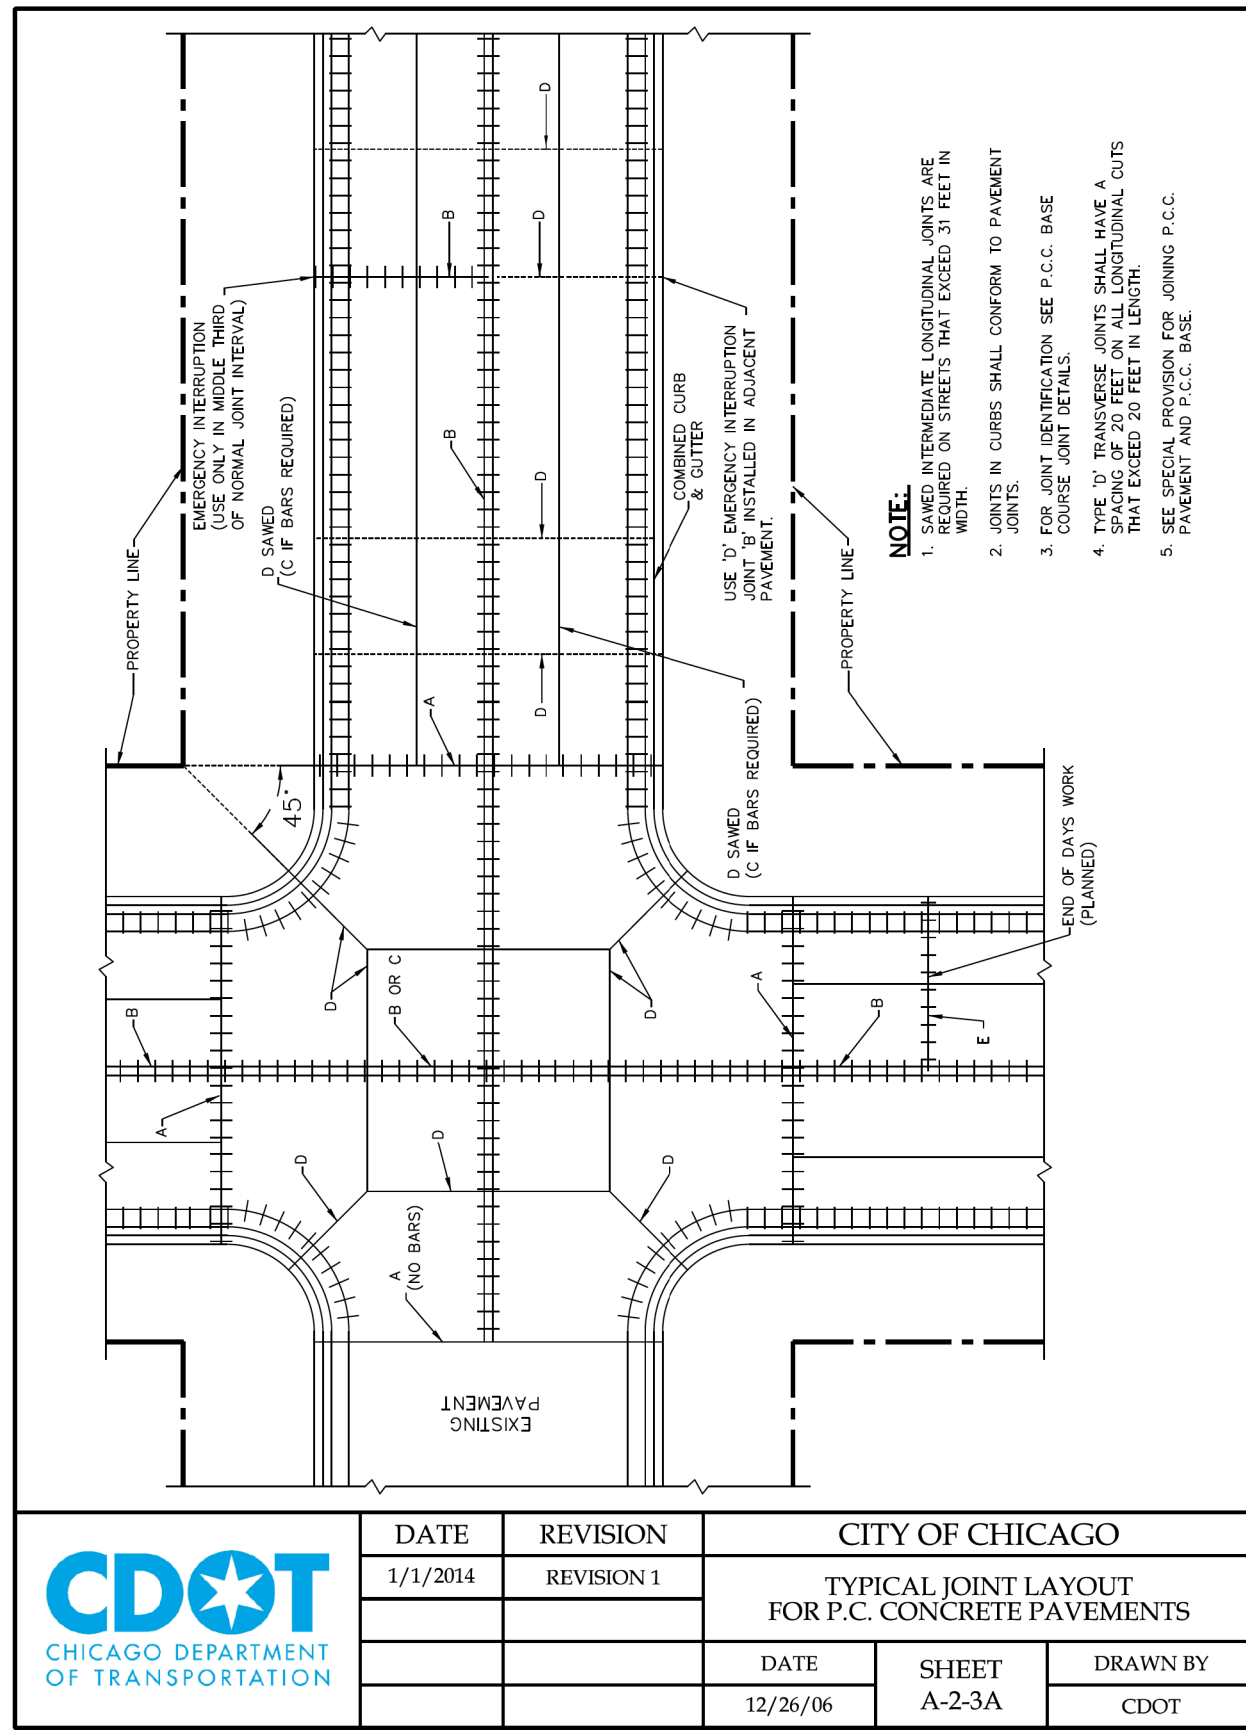 PROPERTY LINE
EMERGENCY INTERRUPTION
(USE ONLY IN MIDDLE THIRD
OF NORMAL JOINT INTERVAL)
D SAWED
(C IF BARS REQUIRED)
B
D
B
D
D
D
A
COMBINED CURB
& GUTTER
USE 'D' EMERGENCY INTERRUPTION
JOINT 'B' INSTALLED IN ADJACENT
PAVEMENT.
PROPERTY LINE
D SAWED
(C IF BARS REQUIRED)
NOTE:
1. SAWED INTERMEDIATE LONGITUDINAL JOINTS ARE
REQUIRED ON STREETS THAT EXCEED 31 FEET IN
WIDTH.
2. JOINTS IN CURBS SHALL CONFORM TO PAVEMENT
JOINTS.
3. FOR JOINT IDENTIFICATION SEE P.C.C. BASE
COURSE JOINT DETAILS.
4. TYPE 'D' TRANSVERSE JOINTS SHALL HAVE A
SPACING OF 20 FEET ON ALL LONGITUDINAL CUTS
THAT EXCEED 20 FEET IN LENGTH.
5. SEE SPECIAL PROVISION FOR JOINING P.C.C.
PAVEMENT AND P.C.C. BASE.
45°
END OF DAYS WORK
(PLANNED)
B
D
B OR C
D
A
B
E
A
D
D
D
A
(NO BARS)
EXISTING
PAVEMENT
CDOT
CHICAGO DEPARTMENT
OF TRANSPORTATION
DATE
REVISION
1/1/2014
REVISION 1
CITY OF CHICAGO
TYPICAL JOINT LAYOUT
FOR P.C. CONCRETE PAVEMENTS
DATE
12/26/06
SHEET
A-2-3A
DRAWN BY
CDOT